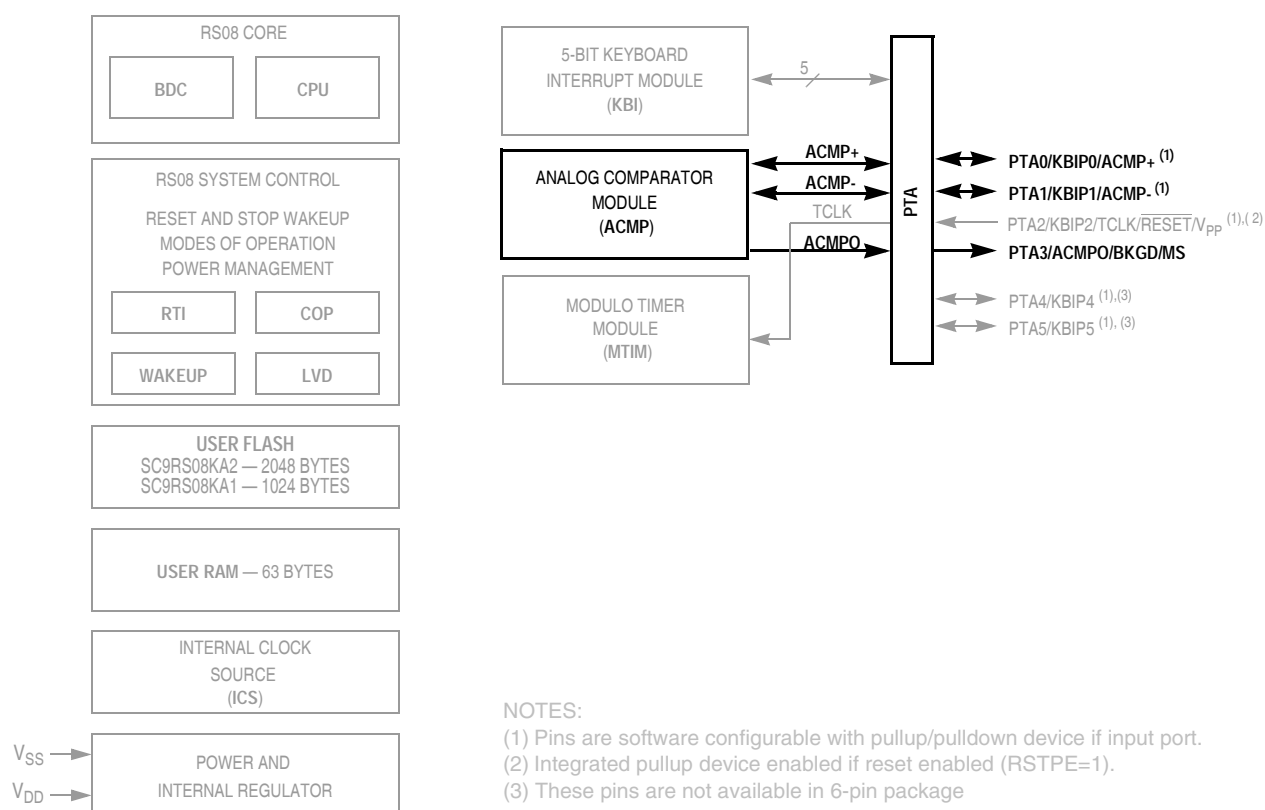 RS08 CORE
BDC
CPU
RS08 SYSTEM CONTROL
RESET AND STOP WAKEUP
MODES OF OPERATION
POWER MANAGEMENT
RTI
COP
WAKEUP
LVD
USER FLASH
SC9RS08KA2 — 2048 BYTES
SC9RS08KA1 — 1024 BYTES
USER RAM — 63 BYTES
INTERNAL CLOCK
SOURCE
(ICS)
VSS
VDD
POWER AND
INTERNAL REGULATOR
5-BIT KEYBOARD
INTERRUPT MODULE
(KBI)
5
ANALOG COMPARATOR
MODULE
(ACMP)
ACMP+
ACMP-
TCLK
ACMPO
MODULO TIMER
MODULE
(MTIM)
PTA
PTA0/KBIP0/ACMP+ (1)
PTA1/KBIP1/ACMP- (1)
PTA2/KBIP2/TCLK/RESET/VPP (1),( 2)
PTA3/ACMPO/BKGD/MS
PTA4/KBIP4 (1),(3)
PTA5/KBIP5 (1), (3)
NOTES:
(1) Pins are software configurable with pullup/pulldown device if input port.
(2) Integrated pullup device enabled if reset enabled (RSTPE=1).
(3) These pins are not available in 6-pin package